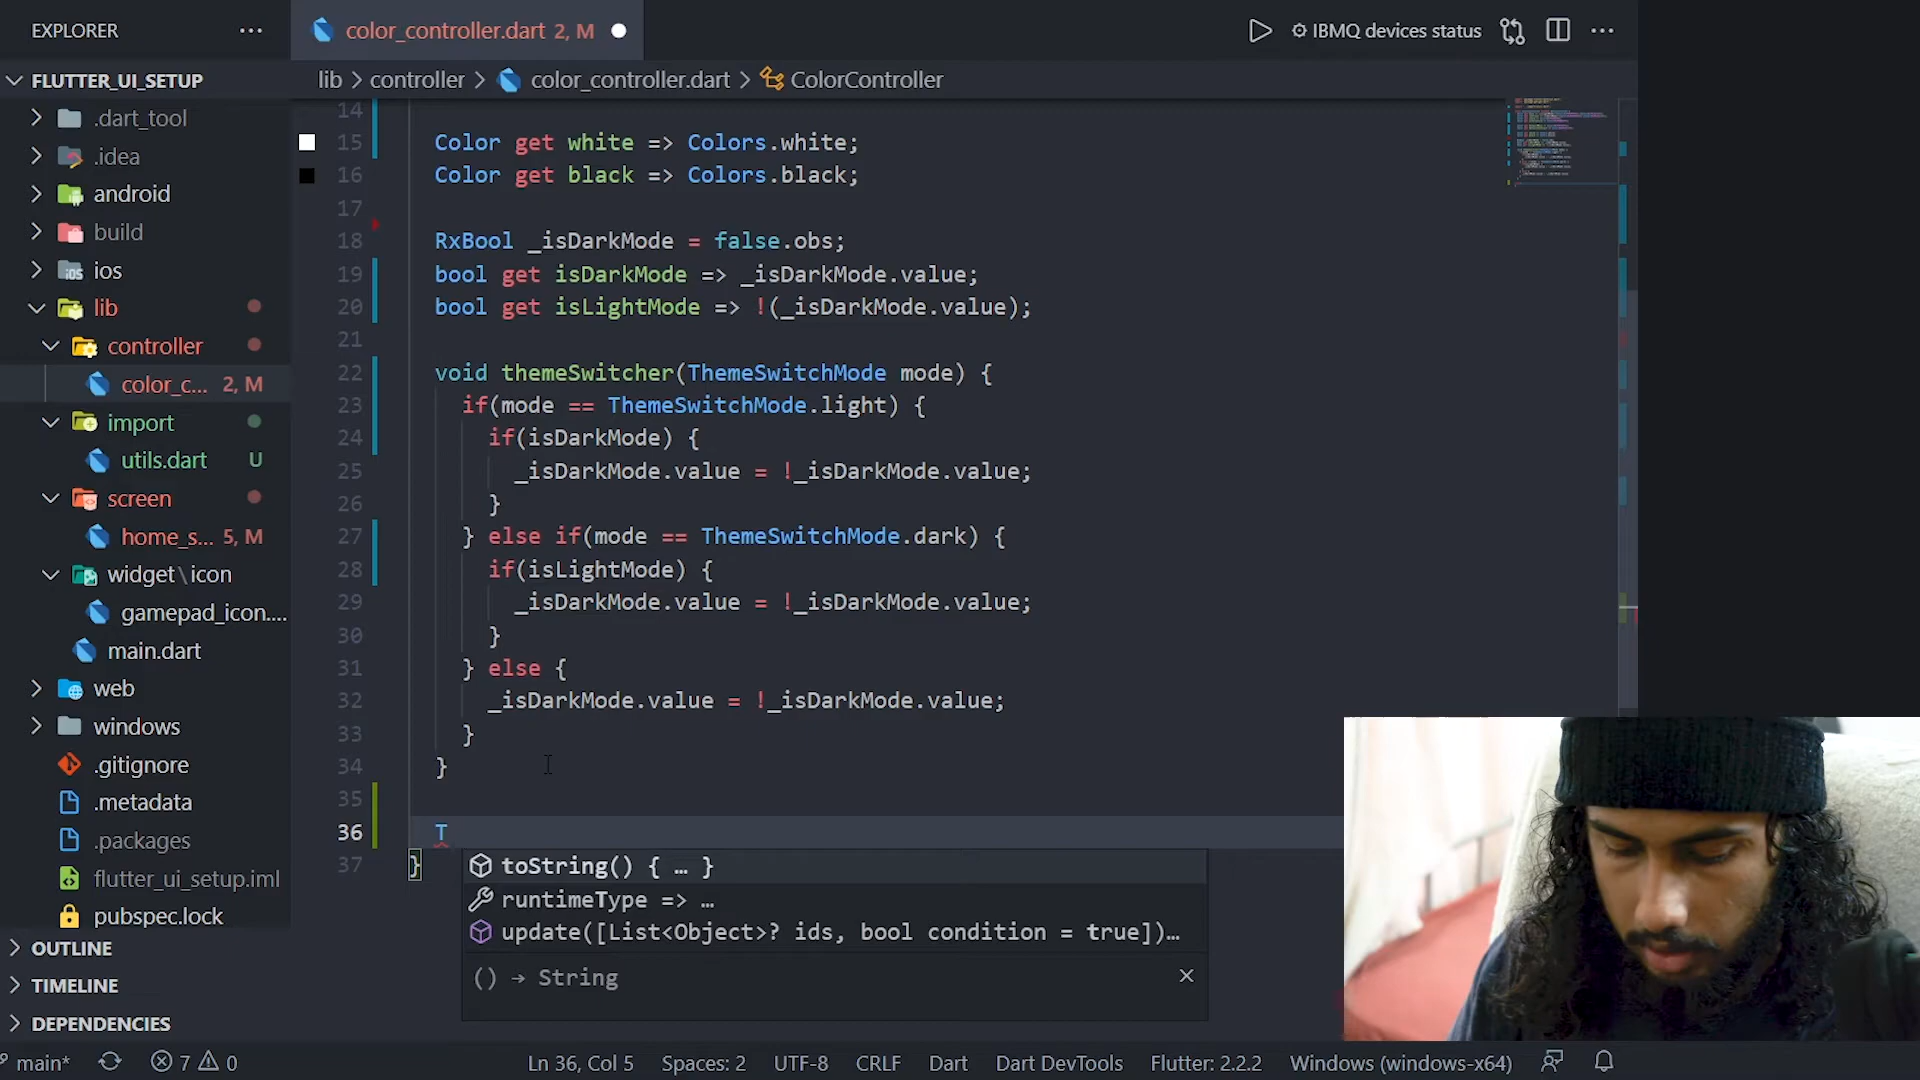 EXPLORER
color_controller.dart 2, M
IBMQ devices status
FLUTTER_UI_SETUP
lib > controller > color_controller.dart > ColorController
.dart_tool
.idea
android
build
ios
lib
controller
color_c... 2, M
import
utils.dart U
screen
home_s... 5, M
widget\icon
gamepad_icon....
main.dart
web
windows
.gitignore
.metadata
.packages
flutter_ui_setup.iml
pubspec.lock
OUTLINE
TIMELINE
DEPENDENCIES
14
15 Color get white => Colors.white;
16 Color get black => Colors.black;
17
18 RxBool _isDarkMode = false.obs;
19 bool get isDarkMode => _isDarkMode.value;
20 bool get isLightMode => !(_isDarkMode.value);
21
22 void themeSwitcher(ThemeSwitchMode mode) {
23 if(mode == ThemeSwitchMode.light) {
24 if(isDarkMode) {
25 _isDarkMode.value = !_isDarkMode.value;
26 }
27 } else if(mode == ThemeSwitchMode.dark) {
28 if(isLightMode) {
29 _isDarkMode.value = !_isDarkMode.value;
30 }
31 } else {
32 _isDarkMode.value = !_isDarkMode.value;
33 }
34 }
35
36 T
37 }
toString() { … }
runtimeType => …
update([List<Object>? ids, bool condition = true])…
() → String
main* 7 0 Ln 36, Col 5 Spaces: 2 UTF-8 CRLF Dart Dart DevTools Flutter: 2.2.2 Windows (windows-x64)